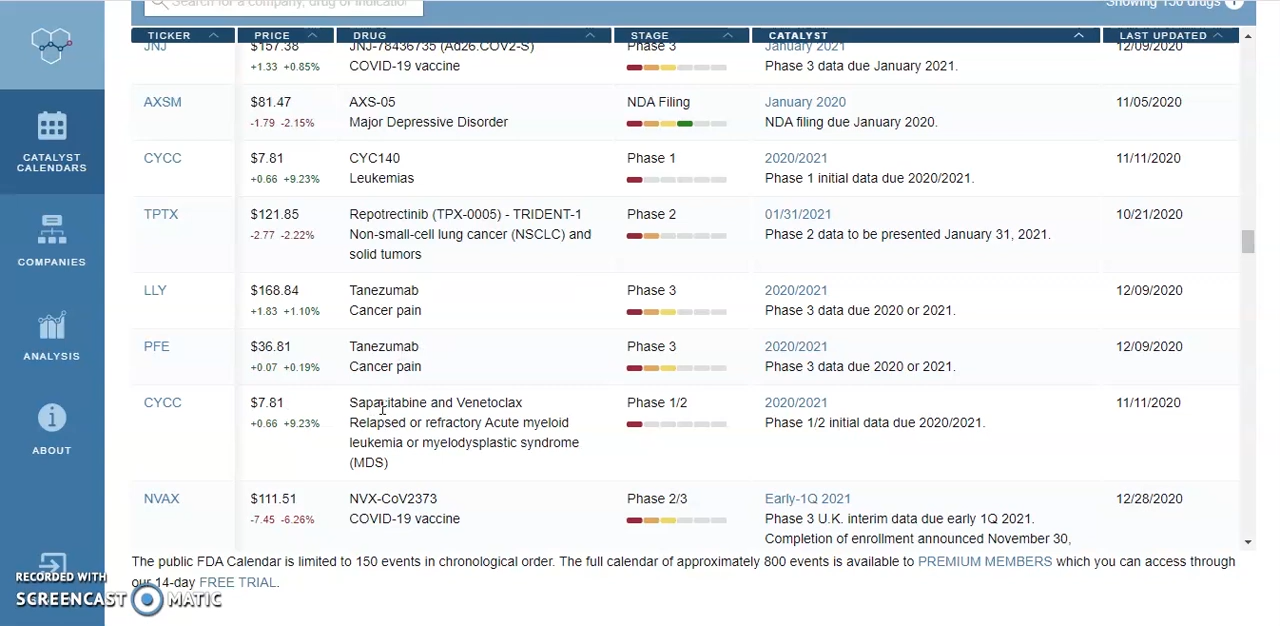 Search for a company, drug or indication
Showing 150 drugs
TICKER PRICE DRUG STAGE CATALYST LAST UPDATED
JNJ $157.38 JNJ-78436735 (Ad26.COV2-S) Phase 3 January 2021 12/09/2020
+1.33 +0.85% COVID-19 vaccine Phase 3 data due January 2021.
AXSM $81.47 AXS-05 NDA Filing January 2020 11/05/2020
-1.79 -2.15% Major Depressive Disorder NDA filing due January 2020.
CYCC $7.81 CYC140 Phase 1 2020/2021 11/11/2020
+0.66 +9.23% Leukemias Phase 1 initial data due 2020/2021.
TPTX $121.85 Repotrectinib (TPX-0005) - TRIDENT-1 Phase 2 01/31/2021 10/21/2020
-2.77 -2.22% Non-small-cell lung cancer (NSCLC) and Phase 2 data to be presented January 31, 2021.
solid tumors
LLY $168.84 Tanezumab Phase 3 2020/2021 12/09/2020
+1.83 +1.10% Cancer pain Phase 3 data due 2020 or 2021.
PFE $36.81 Tanezumab Phase 3 2020/2021 12/09/2020
+0.07 +0.19% Cancer pain Phase 3 data due 2020 or 2021.
CYCC $7.81 Sapacitabine and Venetoclax Phase 1/2 2020/2021 11/11/2020
+0.66 +9.23% Relapsed or refractory Acute myeloid Phase 1/2 initial data due 2020/2021.
leukemia or myelodysplastic syndrome
(MDS)
NVAX $111.51 NVX-CoV2373 Phase 2/3 Early-1Q 2021 12/28/2020
-7.45 -6.26% COVID-19 vaccine Phase 3 U.K. interim data due early 1Q 2021.
Completion of enrollment announced November 30,
The public FDA Calendar is limited to 150 events in chronological order. The full calendar of approximately 800 events is available to PREMIUM MEMBERS which you can access through
our 14-day FREE TRIAL.
CATALYST
CALENDARS
COMPANIES
ANALYSIS
ABOUT
RECORDED WITH
SCREENCAST MATIC